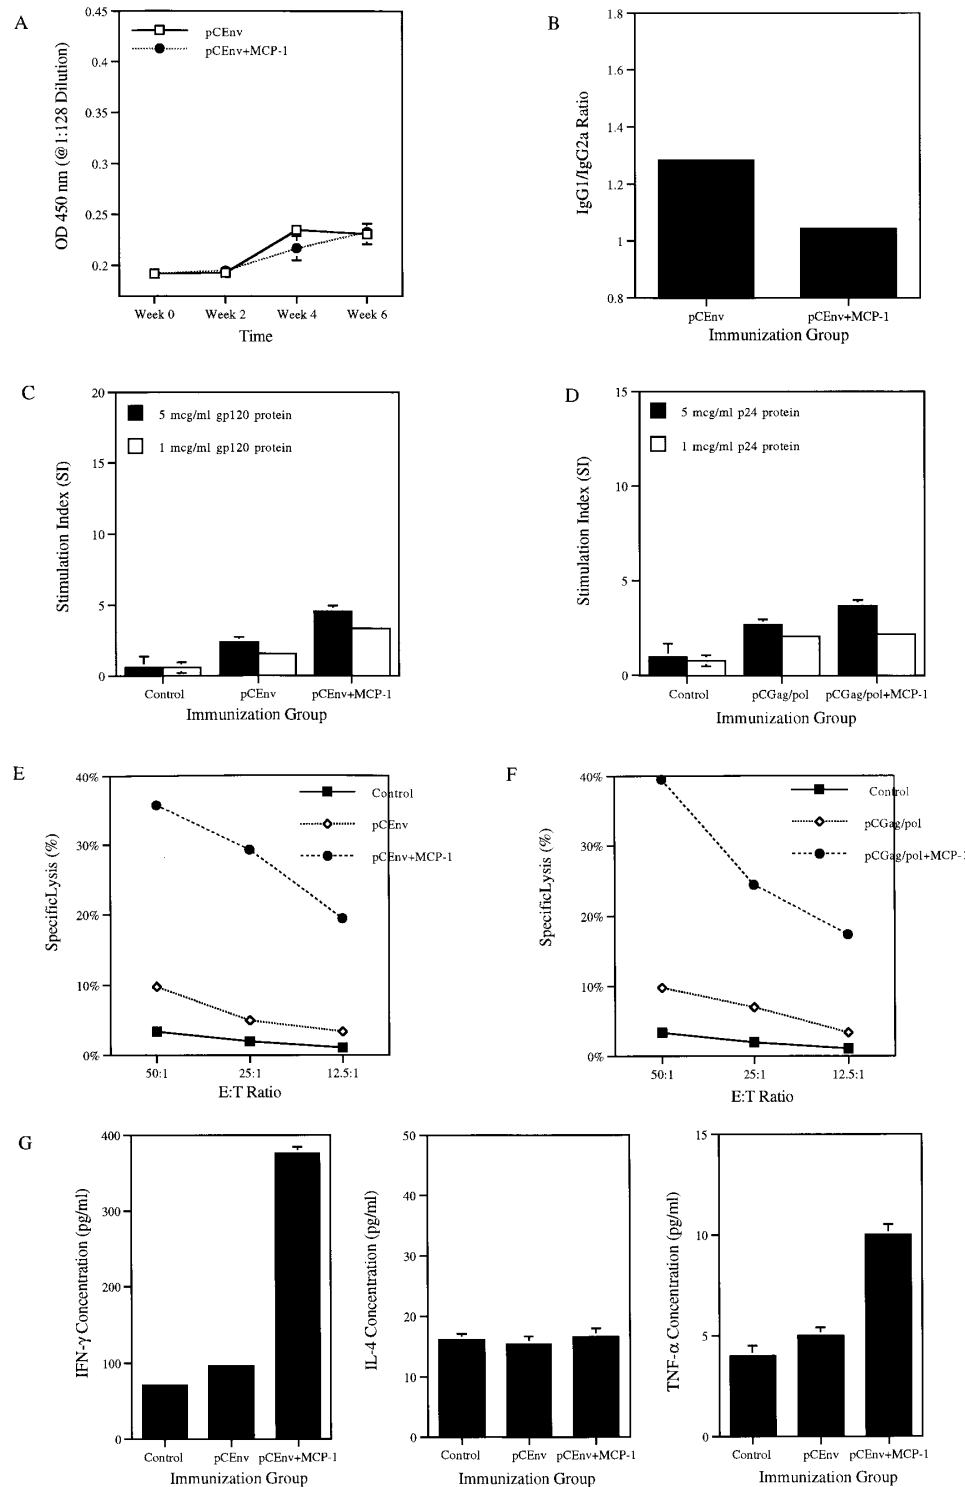 A
0.45
0.4
0.35
0.3
0.25
0.2
OD 450 nm (@1:128 Dilution)
pCEnv
pCEnv+MCP-1
Week 0 Week 2 Week 4 Week 6
Time
B
1.8
1.6
1.4
1.2
1
0.8
IgG1/IgG2a Ratio
pCEnv pCEnv+MCP-1
Immunization Group
C
20
15
10
5
0
Stimulation Index (SI)
5 mcg/ml gp120 protein
1 mcg/ml gp120 protein
Control pCEnv pCEnv+MCP-1
Immunization Group
D
15
10
5
0
Stimulation Index (SI)
5 mcg/ml p24 protein
1 mcg/ml p24 protein
Control pCGag/pol pCGag/pol+MCP-1
Immunization Group
E
40%
30%
20%
10%
0%
SpecificLysis (%)
Control
pCEnv
pCEnv+MCP-1
50:1 25:1 12.5:1
E:T Ratio
F
40%
30%
20%
10%
0%
SpecificLysis (%)
Control
pCGag/pol
pCGag/pol+MCP-
50:1 25:1 12.5:1
E:T Ratio
G
400
300
200
100
0
IFN-γ Concentration (pg/ml)
Control pCEnv pCEnv+MCP-1
Immunization Group
50
40
30
20
10
0
IL-4 Concentration (pg/ml)
Control pCEnv pCEnv+MCP-1
Immunization Group
15
10
5
0
TNF-α Concentration (pg/ml)
Control pCEnv pCEnv+MCP-1
Immunization Group